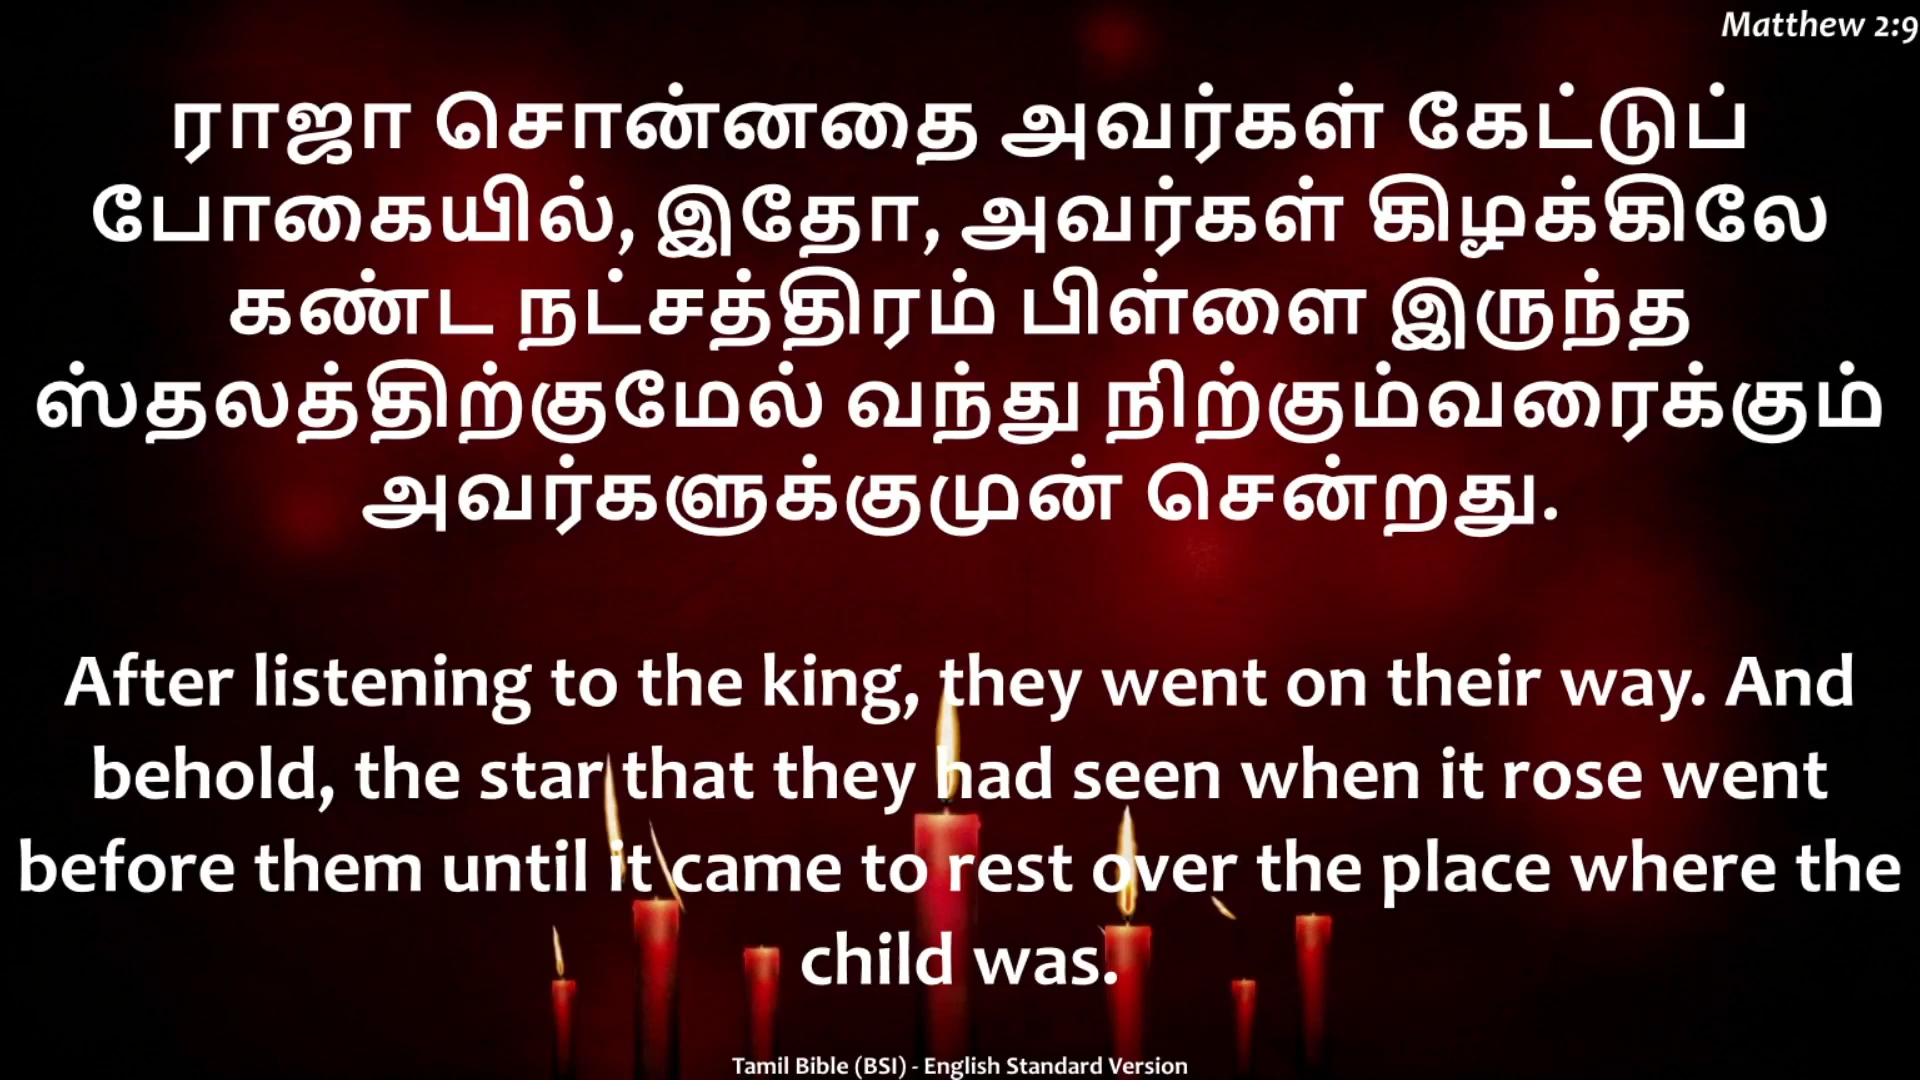 Matthew 2:9
ராஜா சொன்னதை அவர்கள் கேட்டுப்
போகையில், இதோ, அவர்கள் கிழக்கிலே
கண்ட நட்சத்திரம் பிள்ளை இருந்த
ஸ்தலத்திற்குமேல் வந்து நிற்கும்வரைக்கும்
அவர்களுக்குமுன் சென்றது.
After listening to the king, they went on their way. And
behold, the star that they had seen when it rose went
before them until it came to rest over the place where the
child was.
Tamil Bible (BSI) - English Standard Version